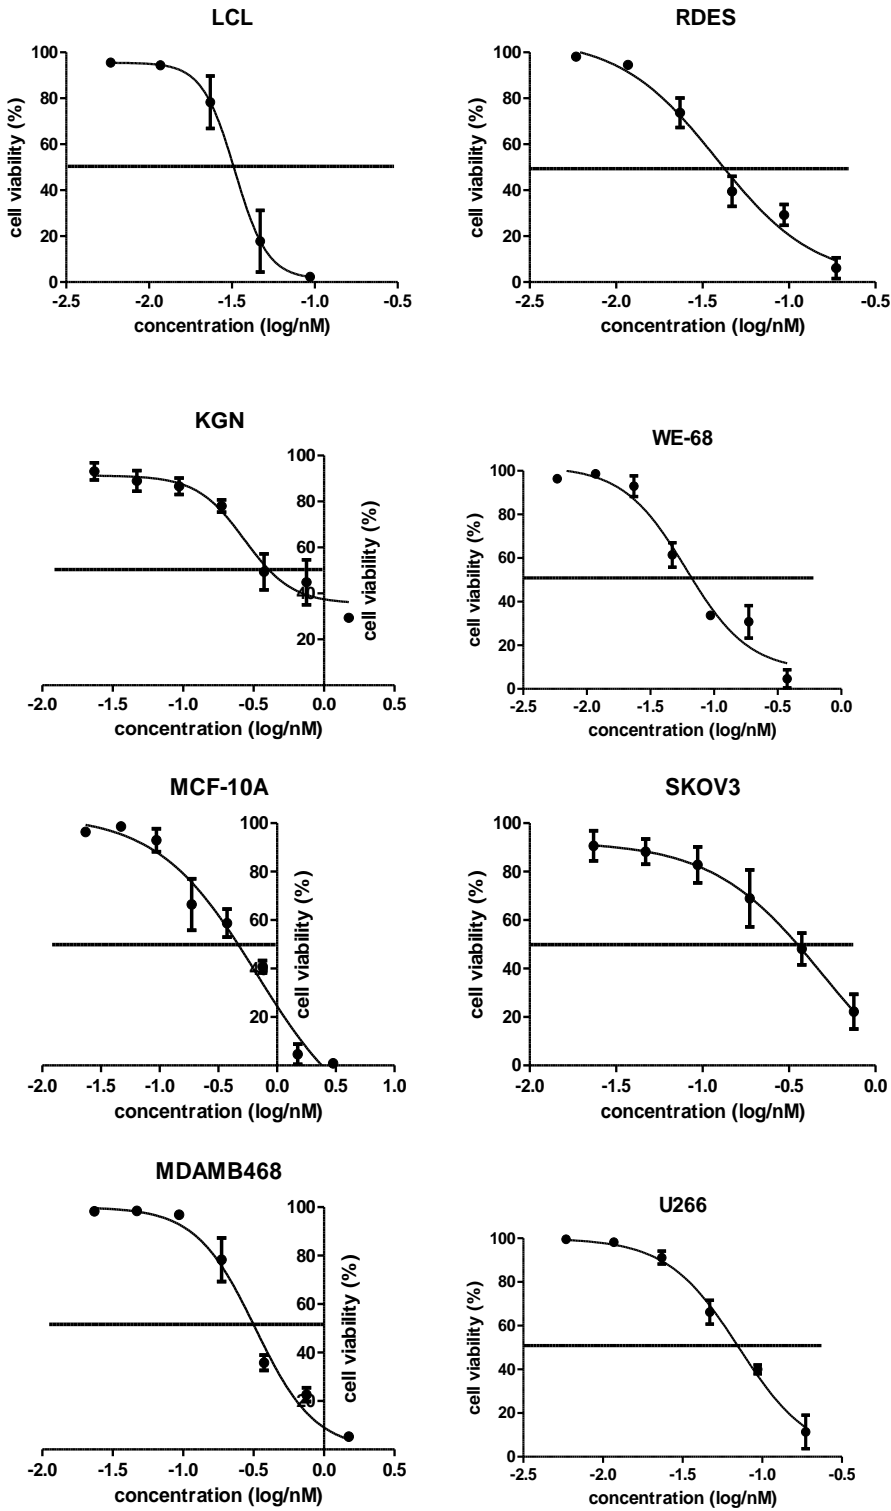 LCL
cell viability (%)
100
80
60
40
20
0
-2.5 -2.0 -1.5 -1.0 -0.5
concentration (log/nM)
RDES
cell viability (%)
100
80
60
40
20
0
-2.5 -2.0 -1.5 -1.0 -0.5
concentration (log/nM)
KGN
cell viability (%)
100
80
60
40
20
-2.0 -1.5 -1.0 -0.5 0.0 0.5
concentration (log/nM)
WE-68
cell viability (%)
100
80
60
40
20
0
-2.5 -2.0 -1.5 -1.0 -0.5 0.0
concentration (log/nM)
MCF-10A
cell viability (%)
100
80
60
40
20
-2.0 -1.5 -1.0 -0.5 0.0 0.5 1.0
concentration (log/nM)
SKOV3
cell viability (%)
100
80
60
40
20
0
-2.0 -1.5 -1.0 -0.5 0.0
concentration (log/nM)
MDAMB468
cell viability (%)
100
80
60
40
20
-2.0 -1.5 -1.0 -0.5 0.0 0.5
concentration (log/nM)
U266
cell viability (%)
100
80
60
40
20
0
-2.5 -2.0 -1.5 -1.0 -0.5
concentration (log/nM)